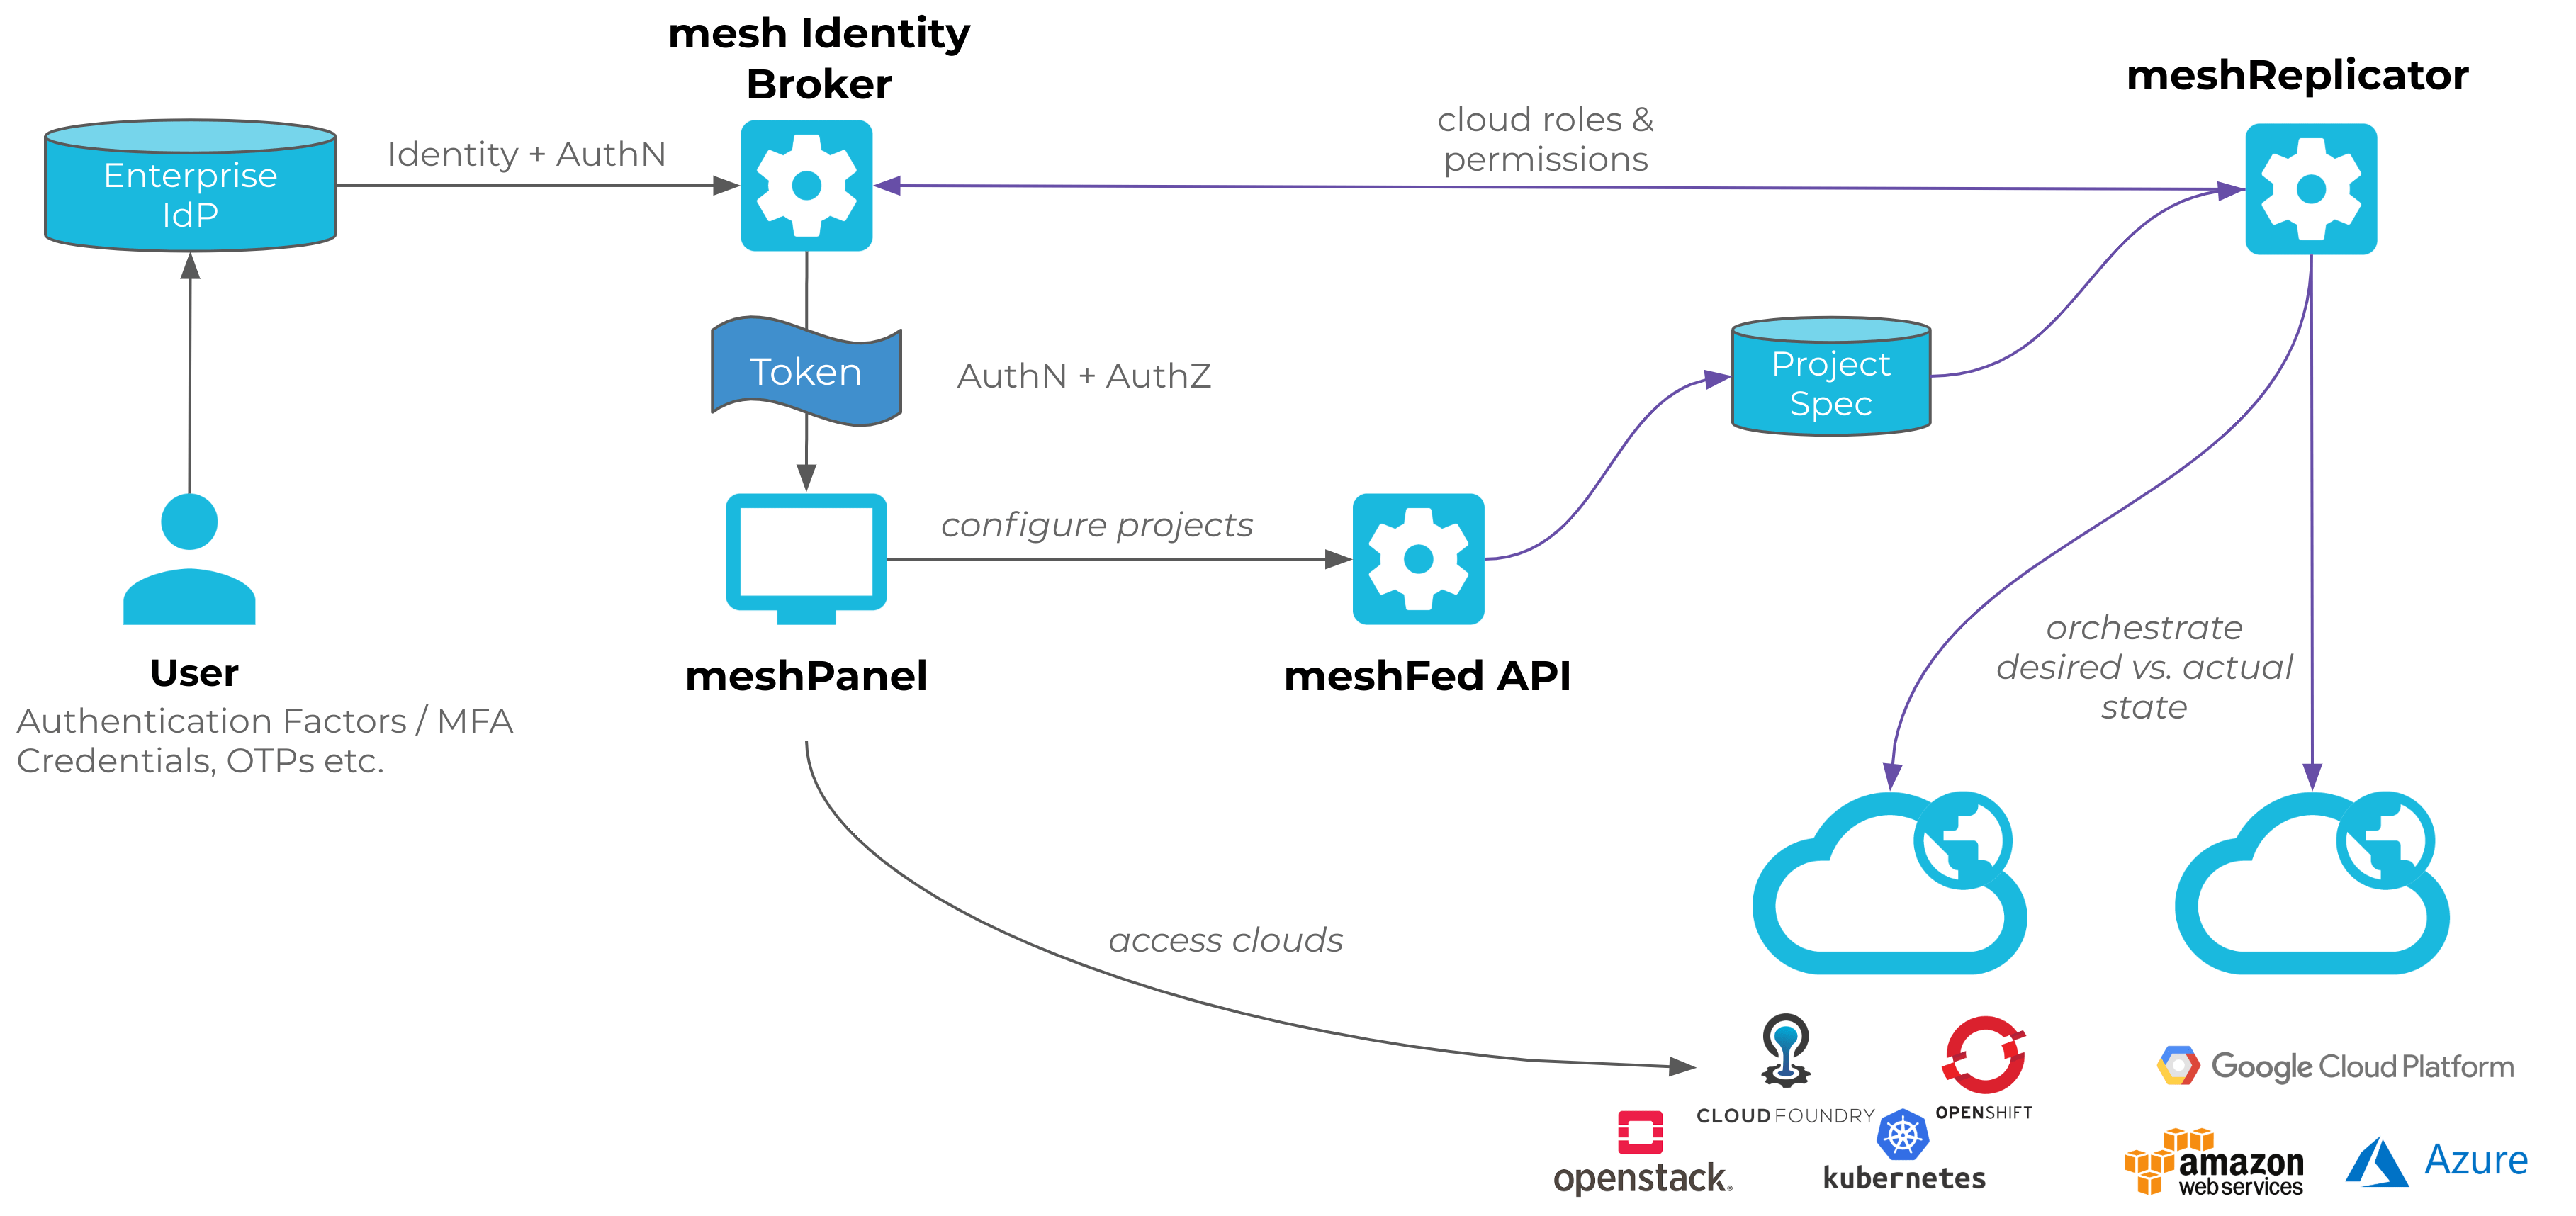 mesh Identity
Broker
meshReplicator
cloud roles &
permissions
Identity + AuthN
Enterprise
IdP
Token
AuthN + AuthZ
Project
Spec
configure projects
User
Authentication Factors / MFA
Credentials, OTPs etc.
meshPanel
meshFed API
orchestrate
desired vs. actual
state
access clouds
CLOUD FOUNDRY
OPENSHIFT
openstack®
kubernetes
Google Cloud Platform
amazon
web services
Azure